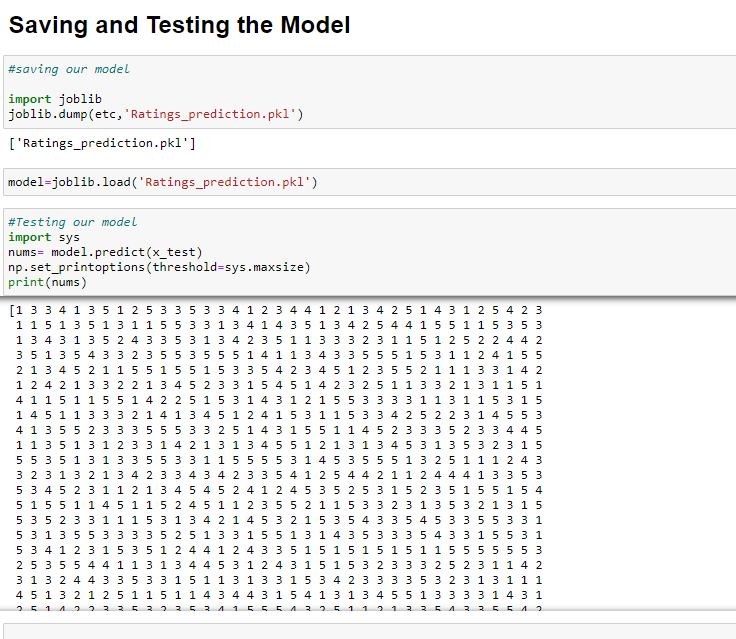 Saving and Testing the Model
#saving our model
import joblib
joblib.dump(etc,'Ratings_prediction.pkl')
['Ratings_prediction.pkl']
model=joblib.load('Ratings_prediction.pkl')
#Testing our model
import sys
nums= model.predict(x_test)
np.set_printoptions(threshold=sys.maxsize)
print(nums)
[1 3 3 4 1 3 5 1 2 5 3 3 5 3 3 4 1 2 3 4 4 1 2 1 3 4 2 5 1 4 3 1 2 5 4 2 3
1 1 5 1 3 5 1 3 1 1 5 5 3 3 1 3 4 1 4 3 5 1 3 4 2 5 4 4 1 5 5 1 1 5 3 5 3
1 3 4 3 1 3 5 2 4 3 3 5 3 1 3 4 2 3 5 1 1 3 3 3 2 3 1 1 5 1 2 5 2 2 4 4 2
3 5 1 3 5 4 3 3 2 3 5 5 3 5 5 5 1 4 1 1 3 4 3 3 5 5 5 1 5 3 1 1 2 4 1 5 5
2 1 3 4 5 2 1 1 5 5 1 5 5 1 5 3 3 5 4 2 3 4 5 1 2 3 5 5 2 1 1 1 3 3 1 4 2
1 2 4 2 1 3 3 2 2 1 3 4 5 2 3 3 1 5 4 5 1 4 2 3 2 5 1 1 3 3 2 1 3 1 1 5 1
4 1 1 5 1 1 5 5 1 4 2 2 5 1 5 3 1 4 3 1 2 1 5 5 3 3 3 3 1 1 3 1 1 5 3 1 5
1 4 5 1 1 3 3 3 2 1 4 1 3 4 5 1 2 4 1 5 3 1 1 5 3 3 4 2 5 2 2 3 1 4 5 5 3
4 1 3 5 5 2 3 3 3 5 5 5 3 3 2 5 1 4 3 1 5 5 1 1 4 5 2 3 3 3 5 2 3 3 4 4 5
1 1 3 5 1 3 1 2 3 3 1 4 2 1 3 1 3 4 5 5 1 2 1 3 1 3 4 5 3 1 3 5 3 2 3 1 5
5 5 3 5 1 3 1 3 3 5 5 3 3 1 1 5 5 5 5 3 1 4 5 3 5 5 5 1 3 2 5 1 1 1 2 4 3
3 2 3 1 3 2 1 3 4 2 3 3 4 3 4 2 3 3 5 4 1 2 5 4 4 2 1 1 2 4 4 4 1 3 3 5 3
5 3 4 5 2 3 1 1 2 1 3 4 5 4 5 2 4 1 2 4 5 3 5 2 5 3 1 5 2 3 5 1 5 5 1 5 4
5 1 5 5 1 1 4 5 1 1 5 2 4 5 1 1 2 3 5 5 2 1 1 5 3 3 2 3 1 3 5 3 2 1 3 1 5
5 3 5 2 3 3 1 1 1 5 3 1 3 4 2 1 4 5 3 2 1 5 3 5 4 3 3 5 4 5 3 3 5 5 3 3 1
5 3 1 3 5 5 3 3 3 3 5 2 5 1 3 3 1 5 5 1 3 1 4 3 5 3 3 3 5 4 3 3 1 5 5 3 1
5 3 4 1 2 3 1 5 3 5 1 2 4 4 1 2 4 3 3 5 1 5 1 5 1 5 1 5 1 1 5 5 5 5 5 5 3
2 5 3 5 5 4 4 1 1 3 1 3 4 4 5 3 1 2 4 3 1 5 1 5 3 2 3 3 3 2 5 2 3 1 1 4 2
3 1 3 2 4 4 3 3 5 3 3 1 5 1 1 3 1 3 3 1 5 3 4 2 3 3 3 3 5 3 2 3 1 3 1 1 1
4 5 1 3 2 1 2 5 1 1 5 1 1 4 3 4 4 3 1 5 4 1 3 1 3 4 5 5 1 3 3 3 3 1 4 3 1